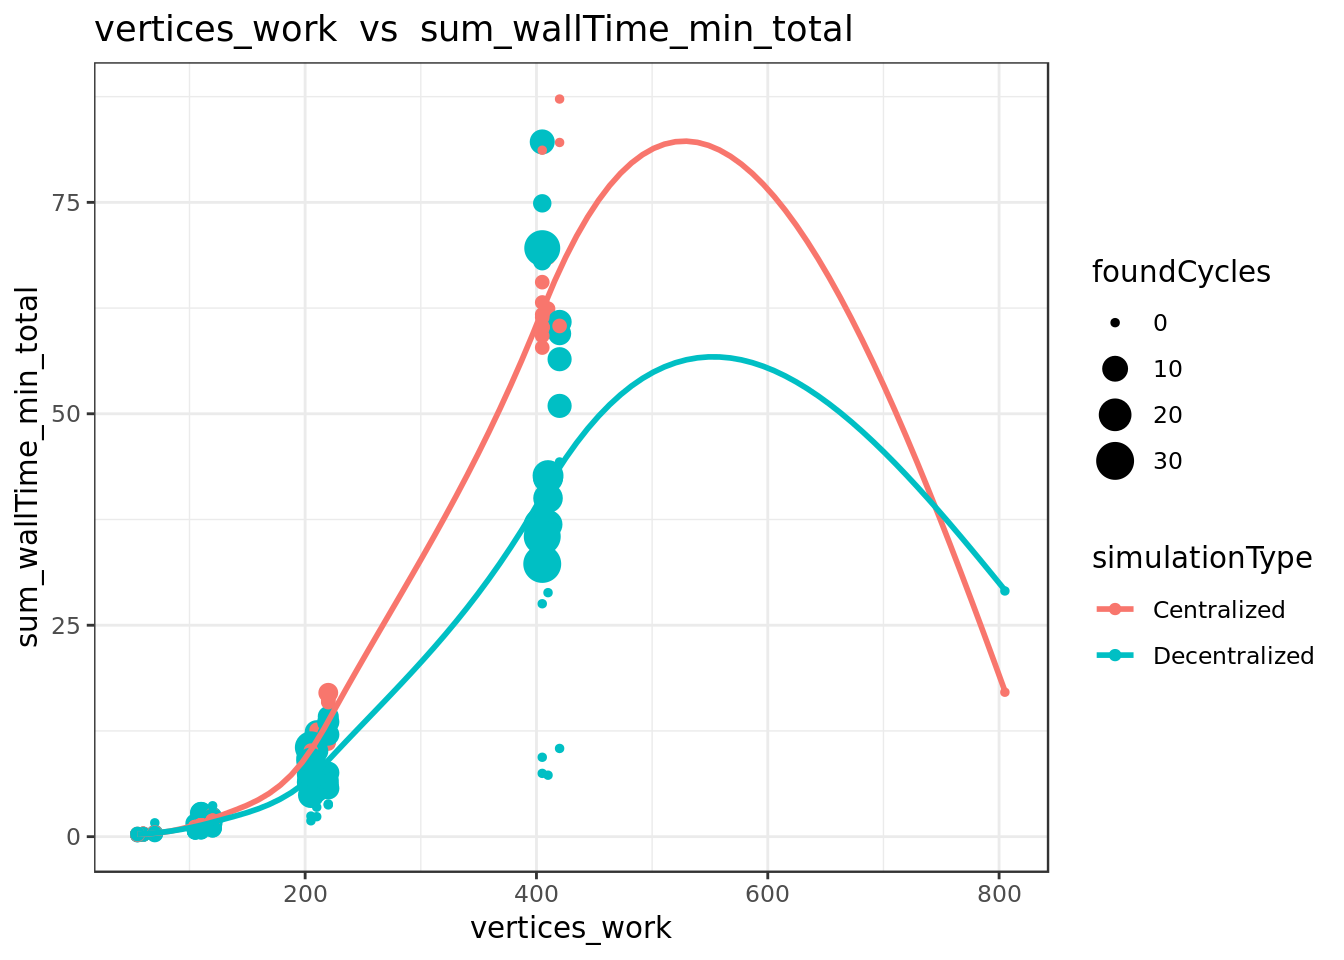 vertices_work  vs  sum_wallTime_min_total
sum_wallTime_min_total
75
50
25
0
200
400
600
800
vertices_work
foundCycles
0
10
20
30
simulationType
Centralized
Decentralized